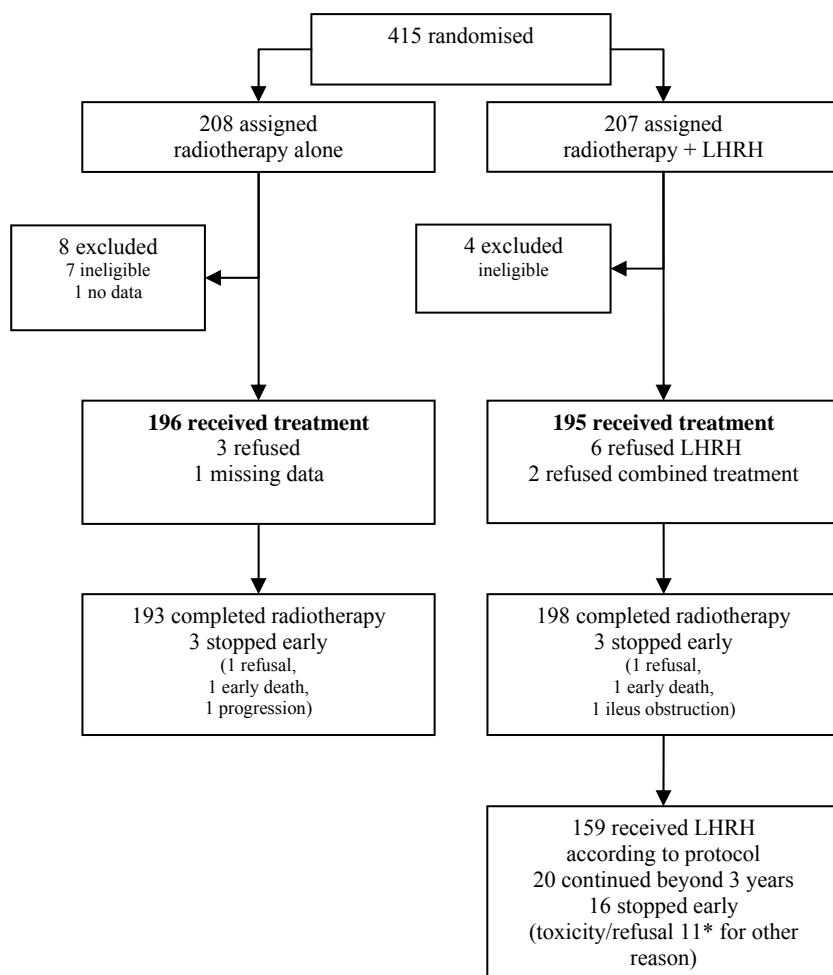 415 randomised
208 assigned
radiotherapy alone
207 assigned
radiotherapy + LHRH
8 excluded
7 ineligible
1 no data
4 excluded
ineligible
196 received treatment
3 refused
1 missing data
195 received treatment
6 refused LHRH
2 refused combined treatment
193 completed radiotherapy
3 stopped early
(1 refusal,
1 early death,
1 progression)
198 completed radiotherapy
3 stopped early
(1 refusal,
1 early death,
1 ileus obstruction)
159 received LHRH
according to protocol
20 continued beyond 3 years
16 stopped early
(toxicity/refusal 11* for other
reason)